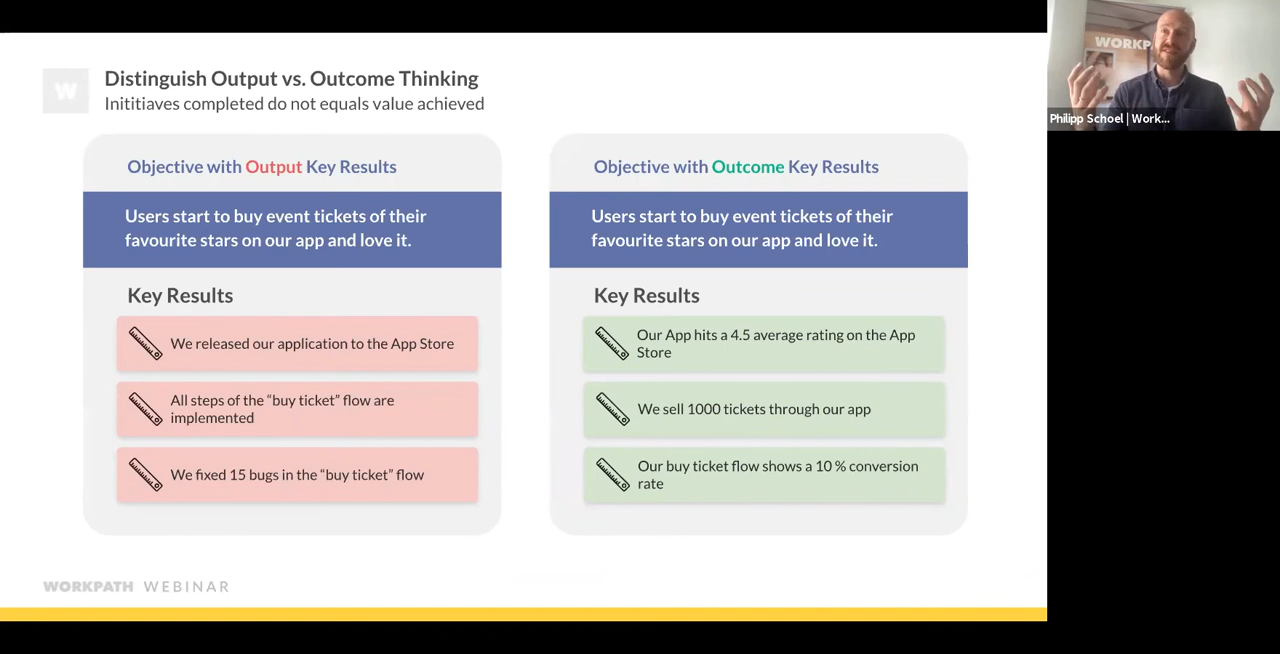 W
Distinguish Output vs. Outcome Thinking
Inititiaves completed do not equals value achieved
Objective with Output Key Results
Users start to buy event tickets of their
favourite stars on our app and love it.
Key Results
We released our application to the App Store
All steps of the “buy ticket” flow are
implemented
We fixed 15 bugs in the “buy ticket” flow
Objective with Outcome Key Results
Users start to buy event tickets of their
favourite stars on our app and love it.
Key Results
Our App hits a 4.5 average rating on the App
Store
We sell 1000 tickets through our app
Our buy ticket flow shows a 10 % conversion
rate
WORKPATH WEBINAR
WORKP
Philipp Schoel | Work...